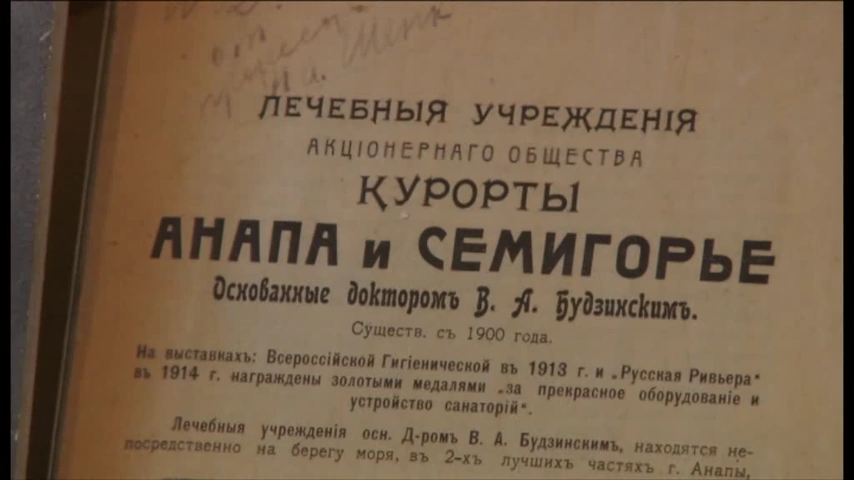 ЛЕЧЕБНЫЯ УЧРЕЖДЕНІЯ
АКЦІОНЕРНАГО ОБЩЕСТВА
КУРОРТЫ
АНАПА и СЕМИГОРЬЕ
Основанные докторомъ В. А. Будзинскимъ.
Существ. съ 1900 года.
На выставкахъ: Всероссійской Гигіенической въ 1913 г. и „Русская Ривьера“
въ 1914 г. награждены золотыми медалями „за прекрасное оборудованіе и
устройство санаторій“.
Лечебныя учрежденія осн. Д-ромъ В. А. Будзинскимъ, находятся не-
посредственно на берегу моря, въ 2-хъ лучшихъ частяхъ г. Анапы,